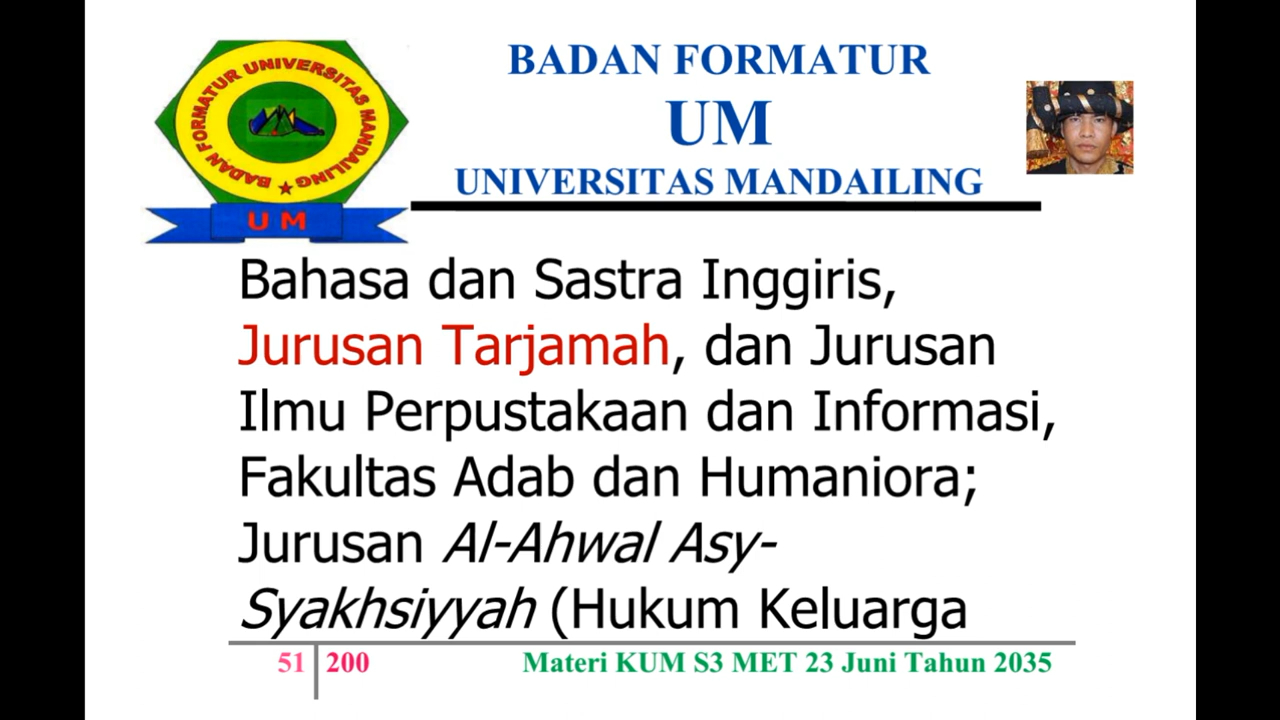 BADAN FORMATUR UNIVERSITAS MANDAILING
UM
BADAN FORMATUR
UM
UNIVERSITAS MANDAILING
Bahasa dan Sastra Inggiris,
Jurusan Tarjamah, dan Jurusan
Ilmu Perpustakaan dan Informasi,
Fakultas Adab dan Humaniora;
Jurusan Al-Ahwal Asy-
Syakhsiyyah (Hukum Keluarga
51 200 Materi KUM S3 MET 23 Juni Tahun 2035